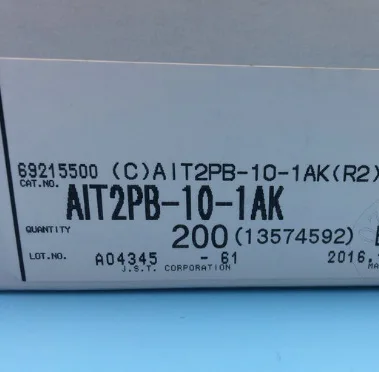 69215500 (C)AIT2PB-10-1AK(R2)
CAT.NO.
AIT2PB-10-1AK
QUANTITY 200(13574592)
LOT.NO. A04345 -61 2016.
J.S.T. CORPORATION MA